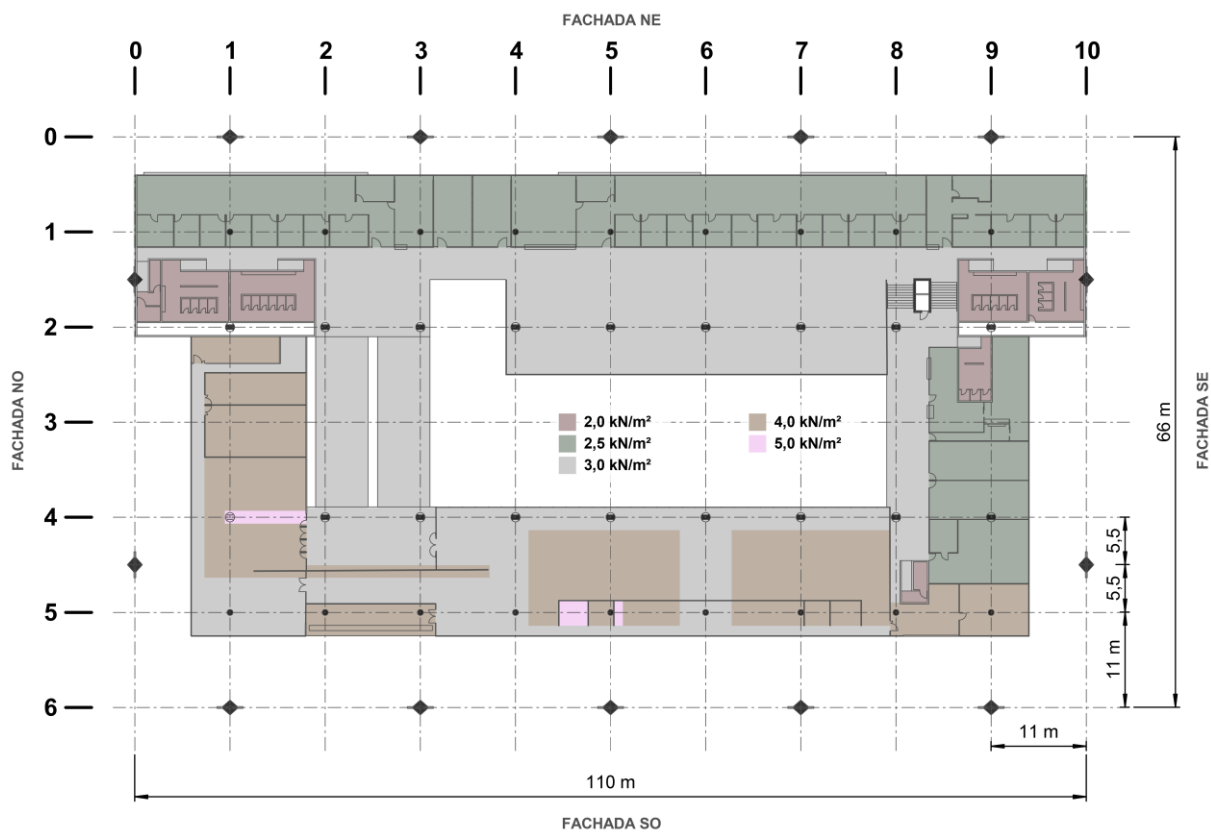 FACHADA NE
0 1 2 3 4 5 6 7 8 9 10
0
1
2
3
4
5
6
FACHADA NO
2,0 kN/m²
2,5 kN/m²
3,0 kN/m²
4,0 kN/m²
5,0 kN/m²
66 m
FACHADA SE
5,5
5,5
11 m
11 m
110 m
FACHADA SO